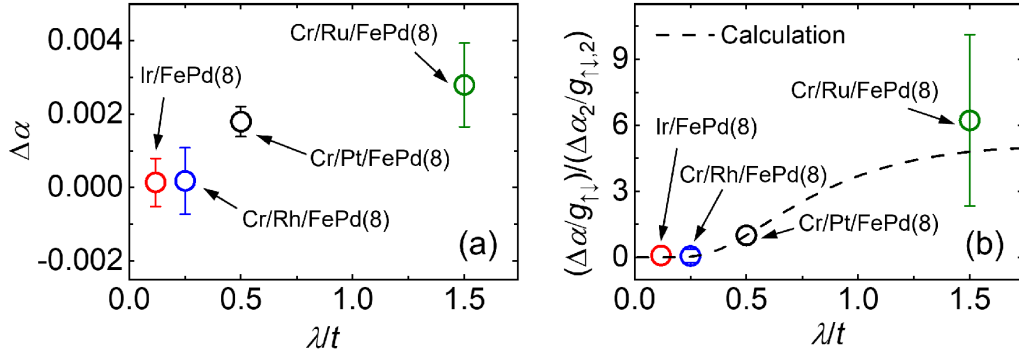 0.004
0.002
0.000
-0.002
Δα
Cr/Ru/FePd(8)
Ir/FePd(8)
Cr/Pt/FePd(8)
Cr/Rh/FePd(8)
(a)
0.0 0.5 1.0 1.5
λ/t
9
6
3
0
(Δα/g↑↓)/(Δα₂/g↑↓,₂)
Calculation
Cr/Ru/FePd(8)
Ir/FePd(8)
Cr/Rh/FePd(8)
Cr/Pt/FePd(8)
(b)
0.0 0.5 1.0 1.5
λ/t